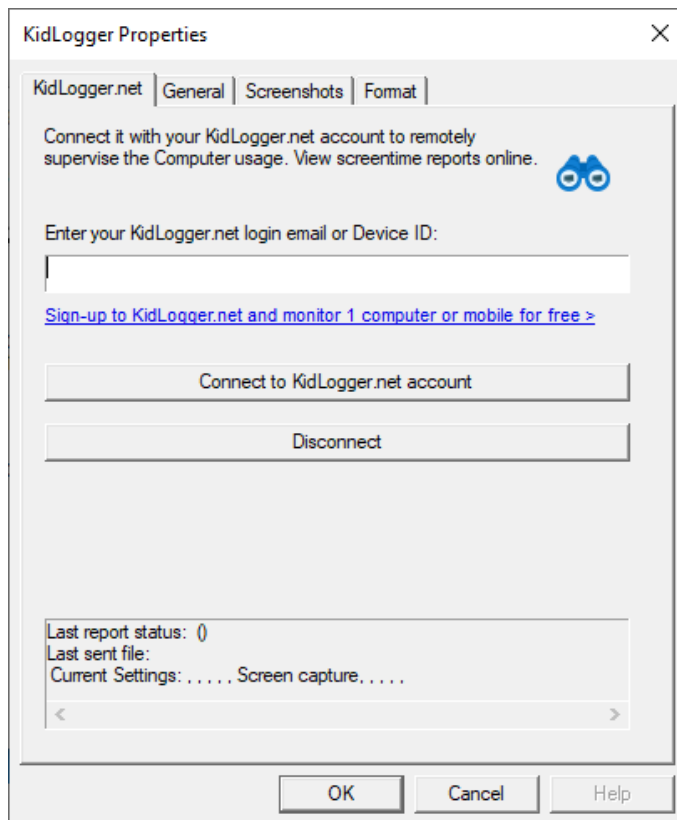 KidLogger Properties
KidLogger.net
General
Screenshots
Format
Connect it with your KidLogger.net account to remotely
supervise the Computer usage. View screentime reports online.
Enter your KidLogger.net login email or Device ID:
Sign-up to KidLogger.net and monitor 1 computer or mobile for free >
Connect to KidLogger.net account
Disconnect
Last report status: ()
Last sent file:
Current Settings: , , , , , Screen capture, , , , ,
OK
Cancel
Help